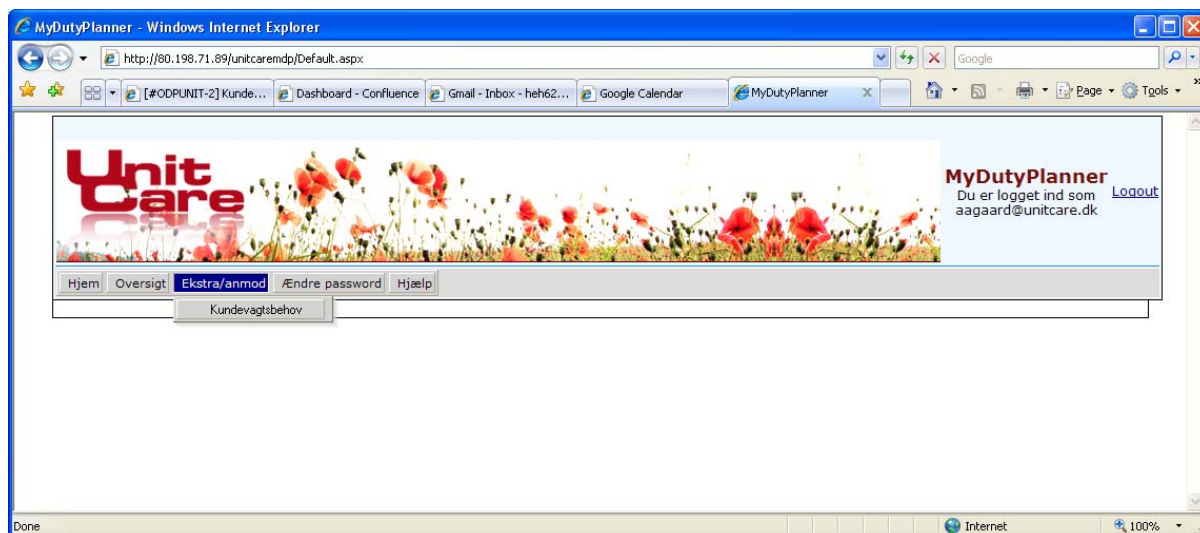 MyDutyPlanner - Windows Internet Explorer
http://80.198.71.89/unitcaremdp/Default.aspx
Google
[#ODPUNIT-2] Kunde... Dashboard - Confluence Gmail - Inbox - heh62... Google Calendar MyDutyPlanner X Page Tools »
Unit
Care
MyDutyPlanner
Du er logget ind som Logout
aagaard@unitcare.dk
Hjem Oversigt Ekstra/anmod Ændre password Hjælp
Kundevagtsbehov
Done Internet 100%